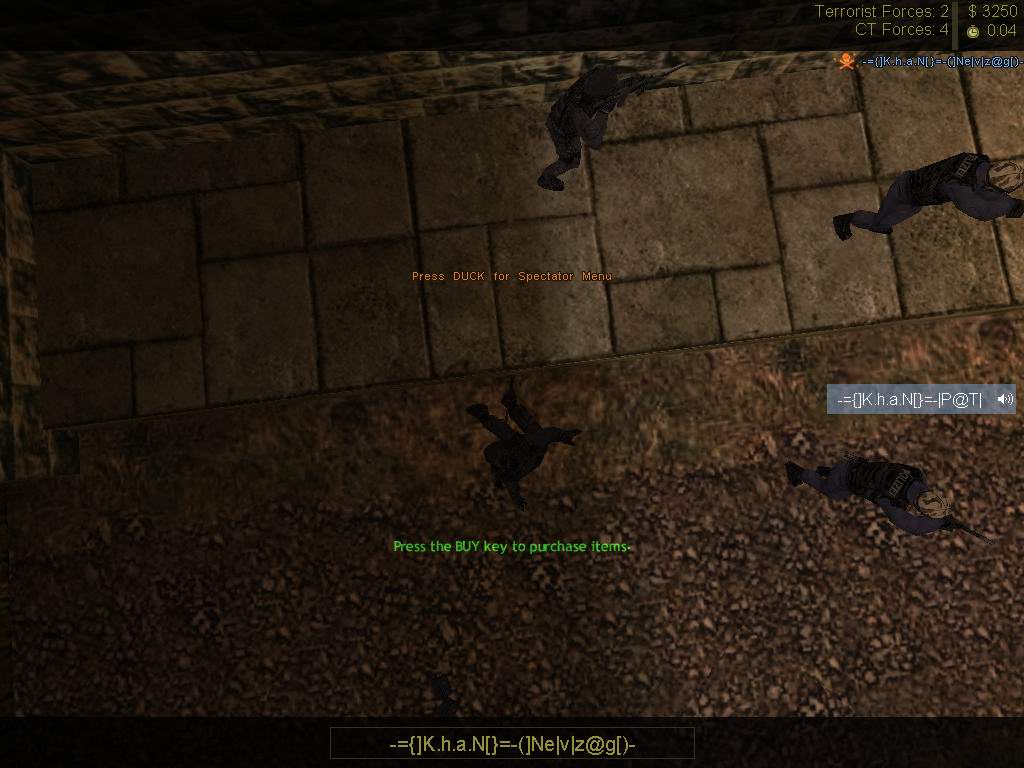 Terrorist Forces: 2
$ 3250
CT Forces: 4
0:04
-={]K.h.a.N[}=-(]Ne|v|z@g[)-
Press DUCK for Spectator Menu
-={]K.h.a.N[}=-|P@T|
Press the BUY key to purchase items.
-={]K.h.a.N[}=-(]Ne|v|z@g[)-